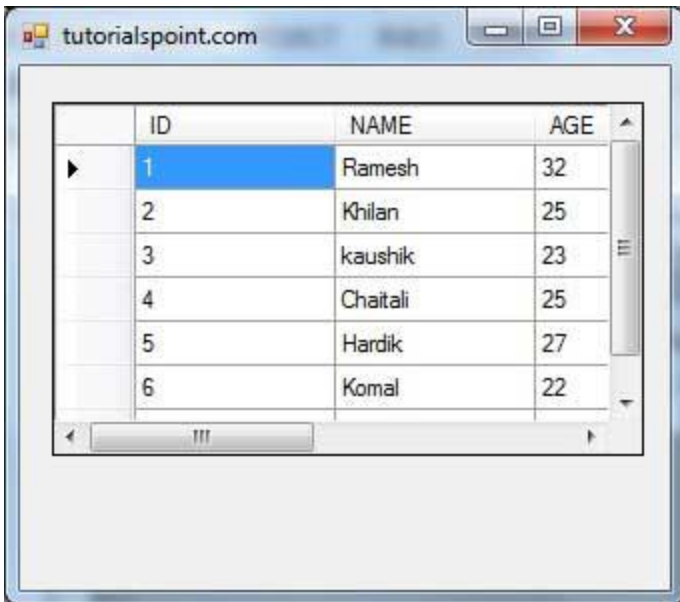 tutorialspoint.com
ID NAME AGE
1 Ramesh 32
2 Khilan 25
3 kaushik 23
4 Chaitali 25
5 Hardik 27
6 Komal 22